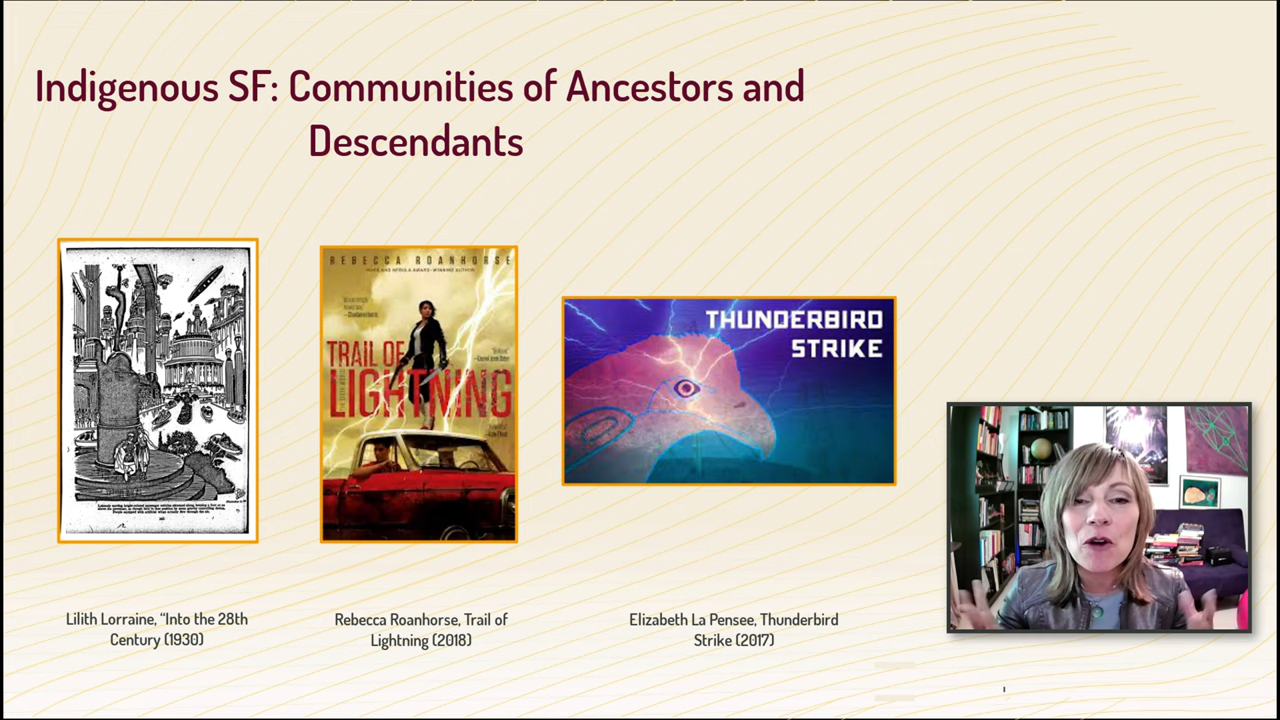 Indigenous SF: Communities of Ancestors and
Descendants
REBECCA ROANHORSE
TRAIL OF
LIGHTNING
THUNDERBIRD
STRIKE
Lilith Lorraine, “Into the 28th
Century (1930)
Rebecca Roanhorse, Trail of
Lightning (2018)
Elizabeth La Pensee, Thunderbird
Strike (2017)